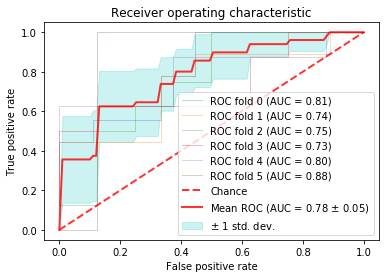 Receiver operating characteristic
1.0
0.8
0.6
0.4
0.2
0.0
True positive rate
ROC fold 0 (AUC = 0.81)
ROC fold 1 (AUC = 0.74)
ROC fold 2 (AUC = 0.75)
ROC fold 3 (AUC = 0.73)
ROC fold 4 (AUC = 0.80)
ROC fold 5 (AUC = 0.88)
Chance
Mean ROC (AUC = 0.78 ± 0.05)
± 1 std. dev.
0.0 0.2 0.4 0.6 0.8 1.0
False positive rate